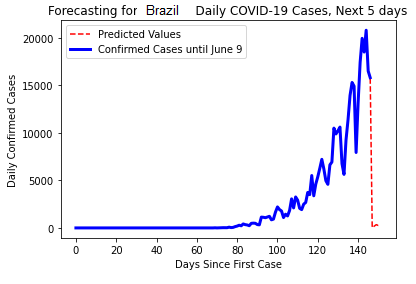 Forecasting for Brazil Daily COVID-19 Cases, Next 5 days
Predicted Values
Confirmed Cases until June 9
Daily Confirmed Cases
20000
15000
10000
5000
0
0 20 40 60 80 100 120 140
Days Since First Case